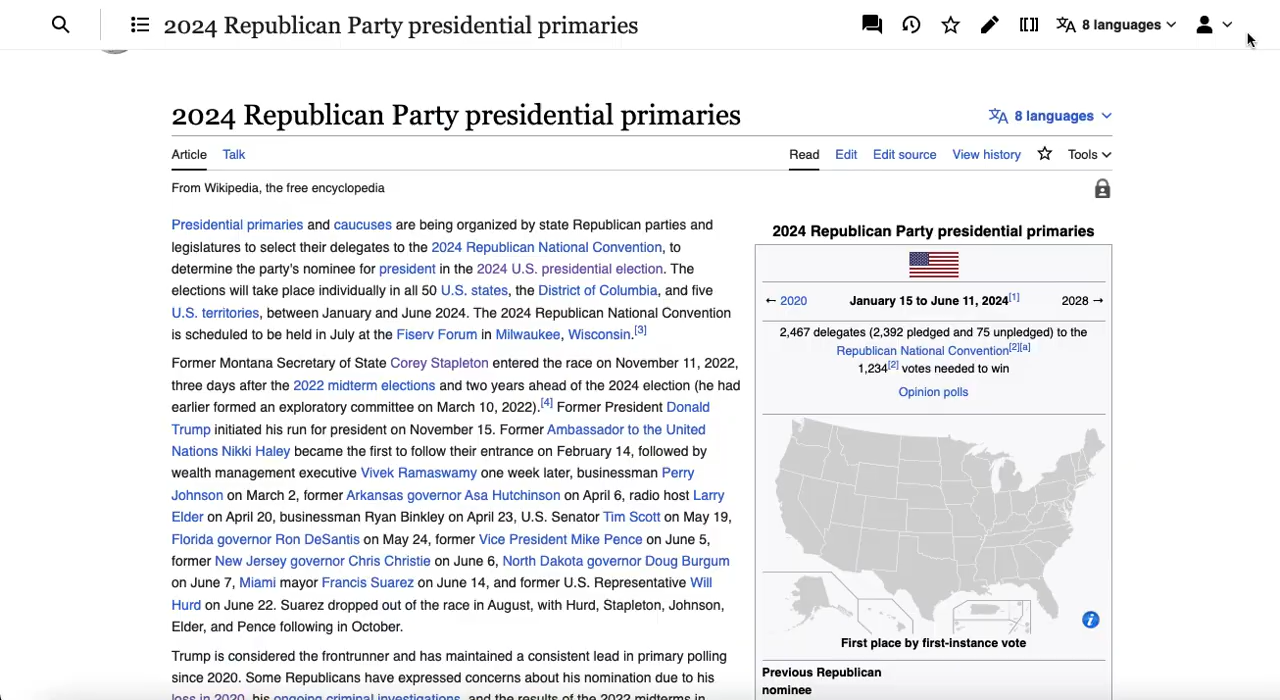 2024 Republican Party presidential primaries
8 languages
2024 Republican Party presidential primaries
8 languages
Article Talk
Read Edit Edit source View history Tools
From Wikipedia, the free encyclopedia
Presidential primaries and caucuses are being organized by state Republican parties and
legislatures to select their delegates to the 2024 Republican National Convention, to
determine the party's nominee for president in the 2024 U.S. presidential election. The
elections will take place individually in all 50 U.S. states, the District of Columbia, and five
U.S. territories, between January and June 2024. The 2024 Republican National Convention
is scheduled to be held in July at the Fiserv Forum in Milwaukee, Wisconsin.[3]
Former Montana Secretary of State Corey Stapleton entered the race on November 11, 2022,
three days after the 2022 midterm elections and two years ahead of the 2024 election (he had
earlier formed an exploratory committee on March 10, 2022).[4] Former President Donald
Trump initiated his run for president on November 15. Former Ambassador to the United
Nations Nikki Haley became the first to follow their entrance on February 14, followed by
wealth management executive Vivek Ramaswamy one week later, businessman Perry
Johnson on March 2, former Arkansas governor Asa Hutchinson on April 6, radio host Larry
Elder on April 20, businessman Ryan Binkley on April 23, U.S. Senator Tim Scott on May 19,
Florida governor Ron DeSantis on May 24, former Vice President Mike Pence on June 5,
former New Jersey governor Chris Christie on June 6, North Dakota governor Doug Burgum
on June 7, Miami mayor Francis Suarez on June 14, and former U.S. Representative Will
Hurd on June 22. Suarez dropped out of the race in August, with Hurd, Stapleton, Johnson,
Elder, and Pence following in October.
Trump is considered the frontrunner and has maintained a consistent lead in primary polling
since 2020. Some Republicans have expressed concerns about his nomination due to his
loss in 2020, his ongoing criminal investigations, and the results of the 2022 midterms in
2024 Republican Party presidential primaries
← 2020 January 15 to June 11, 2024[1] 2028 →
2,467 delegates (2,392 pledged and 75 unpledged) to the
Republican National Convention[2][a]
1,234[2] votes needed to win
Opinion polls
i
First place by first-instance vote
Previous Republican
nominee